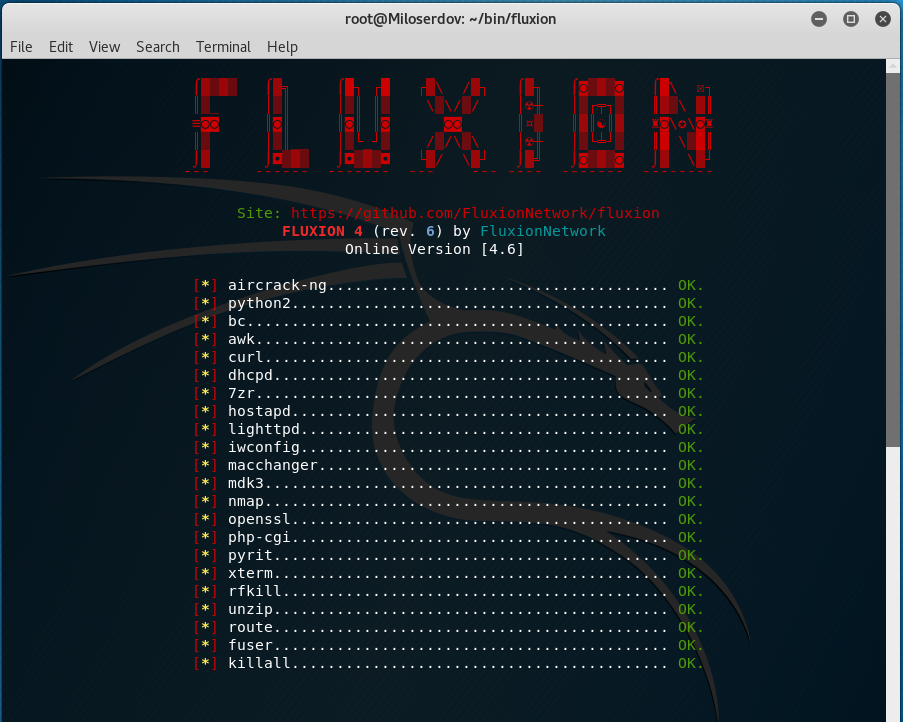 root@Miloserdov: ~/bin/fluxion
File Edit View Search Terminal Help
FLUXION
Site: https://github.com/FluxionNetwork/fluxion
FLUXION 4 (rev. 6) by FluxionNetwork
Online Version [4.6]
[*] aircrack-ng...................................... OK.
[*] python2.......................................... OK.
[*] bc............................................... OK.
[*] awk.............................................. OK.
[*] curl............................................. OK.
[*] dhcpd............................................ OK.
[*] 7zr.............................................. OK.
[*] hostapd.......................................... OK.
[*] lighttpd......................................... OK.
[*] iwconfig......................................... OK.
[*] macchanger....................................... OK.
[*] mdk3............................................. OK.
[*] nmap............................................. OK.
[*] openssl.......................................... OK.
[*] php-cgi.......................................... OK.
[*] pyrit............................................ OK.
[*] xterm............................................ OK.
[*] rfkill........................................... OK.
[*] unzip............................................ OK.
[*] route............................................ OK.
[*] fuser............................................ OK.
[*] killall.......................................... OK.